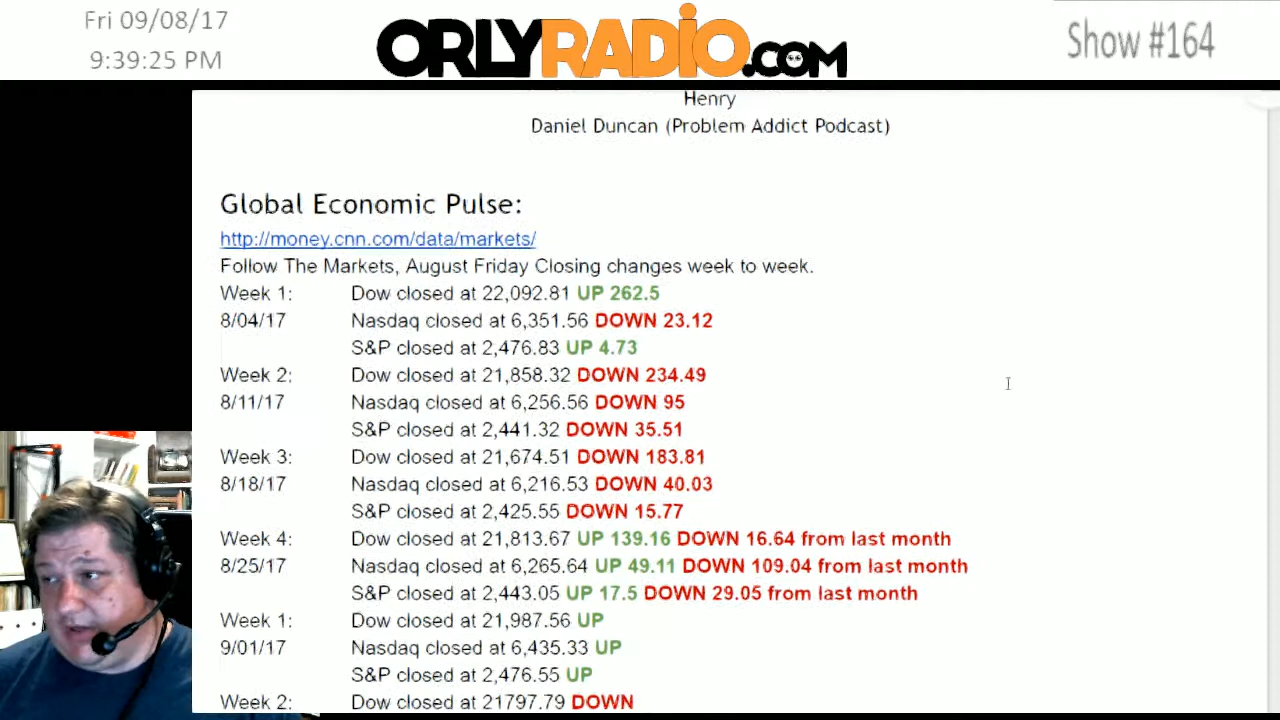 Fri 09/08/17
9:39:25 PM
ORLYRADIO.COM
Show #164
Henry
Daniel Duncan (Problem Addict Podcast)
Global Economic Pulse:
http://money.cnn.com/data/markets/
Follow The Markets, August Friday Closing changes week to week.
Week 1: Dow closed at 22,092.81 UP 262.5
8/04/17 Nasdaq closed at 6,351.56 DOWN 23.12
S&P closed at 2,476.83 UP 4.73
Week 2: Dow closed at 21,858.32 DOWN 234.49
8/11/17 Nasdaq closed at 6,256.56 DOWN 95
S&P closed at 2,441.32 DOWN 35.51
Week 3: Dow closed at 21,674.51 DOWN 183.81
8/18/17 Nasdaq closed at 6,216.53 DOWN 40.03
S&P closed at 2,425.55 DOWN 15.77
Week 4: Dow closed at 21,813.67 UP 139.16 DOWN 16.64 from last month
8/25/17 Nasdaq closed at 6,265.64 UP 49.11 DOWN 109.04 from last month
S&P closed at 2,443.05 UP 17.5 DOWN 29.05 from last month
Week 1: Dow closed at 21,987.56 UP
9/01/17 Nasdaq closed at 6,435.33 UP
S&P closed at 2,476.55 UP
Week 2: Dow closed at 21797.79 DOWN